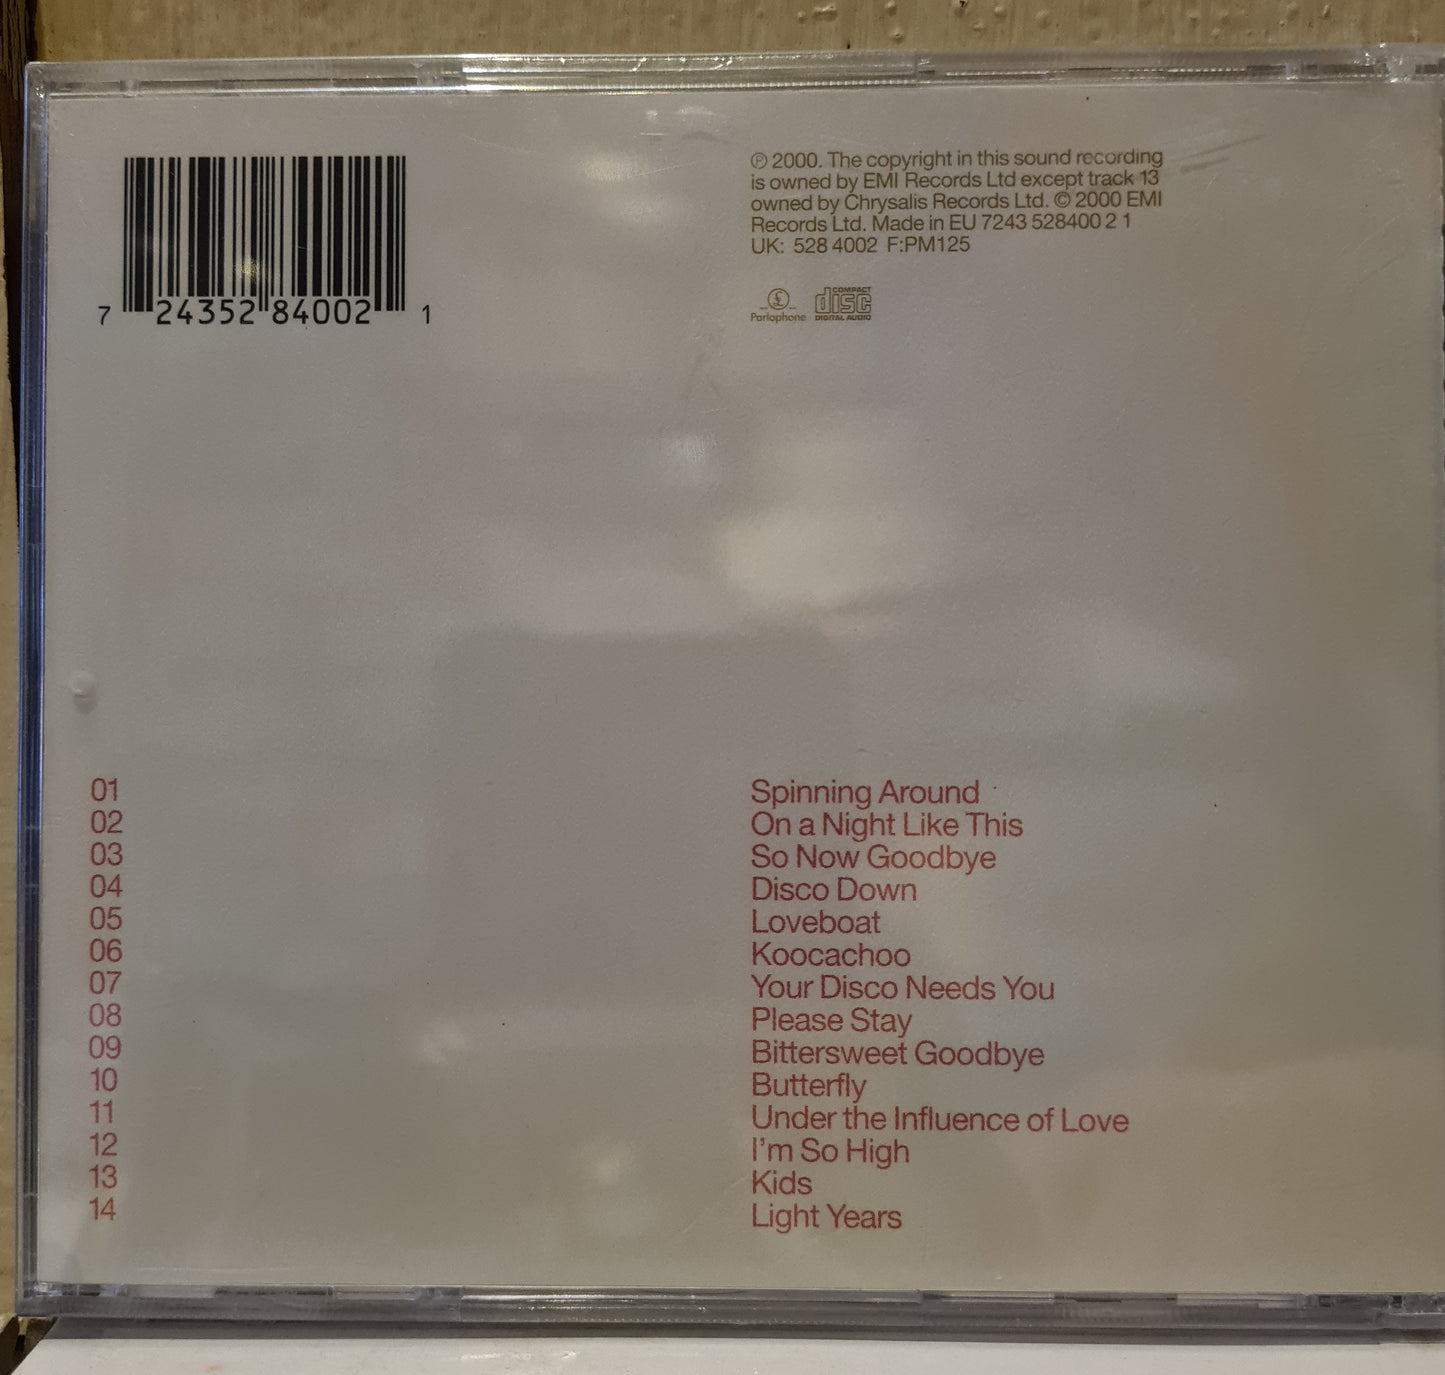 7 24352 84002 1
℗ 2000. The copyright in this sound recording
is owned by EMI Records Ltd except track 13
owned by Chrysalis Records Ltd. © 2000 EMI
Records Ltd. Made in EU 7243 528400 2 1
UK: 528 4002 F:PM125
£
Parlophone
COMPACT
disc
DIGITAL AUDIO
01 Spinning Around
02 On a Night Like This
03 So Now Goodbye
04 Disco Down
05 Loveboat
06 Koocachoo
07 Your Disco Needs You
08 Please Stay
09 Bittersweet Goodbye
10 Butterfly
11 Under the Influence of Love
12 I'm So High
13 Kids
14 Light Years